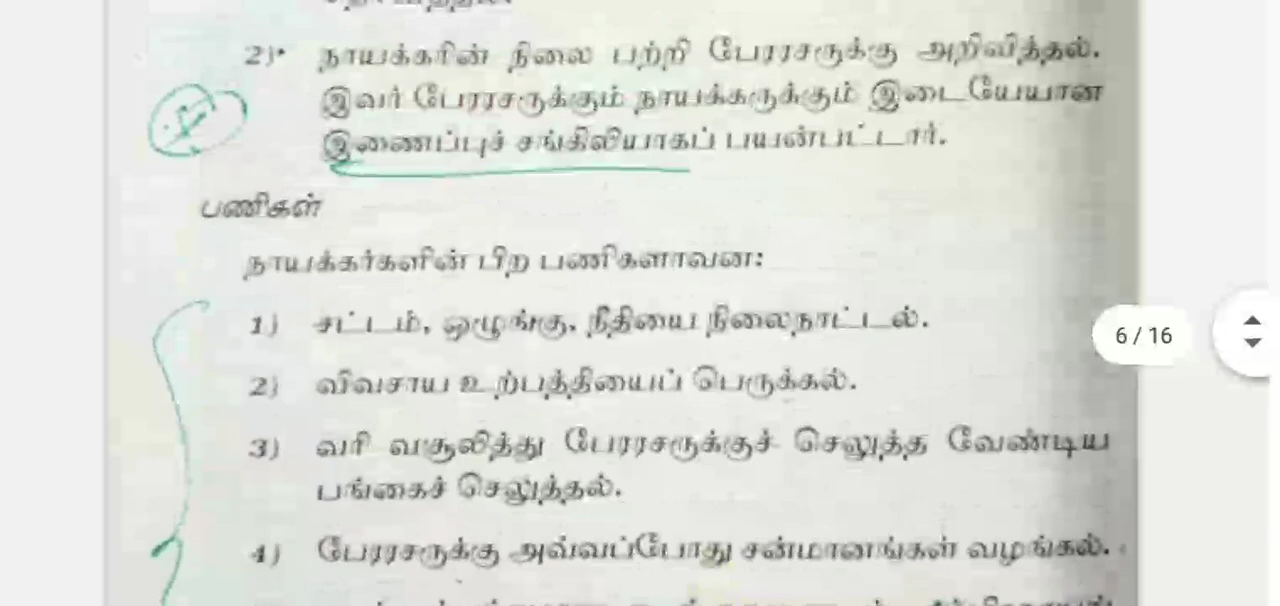 2) நாயக்கரின் நிலை பற்றி பேரரசருக்கு அறிவித்தல்.
இவர் பேரரசருக்கும் நாயக்கருக்கும் இடையேயான
இணைப்புச் சங்கிலியாகப் பயன்பட்டார்.
பணிகள்
நாயக்கர்களின் பிற பணிகளாவன:
1) சட்டம், ஒழுங்கு, நீதியை நிலைநாட்டல்.
2) விவசாய உற்பத்தியைப் பெருக்கல்.
3) வரி வசூலித்து பேரரசருக்குச் செலுத்த வேண்டிய
பங்கைச் செலுத்தல்.
6 / 16
4) பேரரசருக்கு அவ்வப்போது சன்மானங்கள் வழங்கல்.